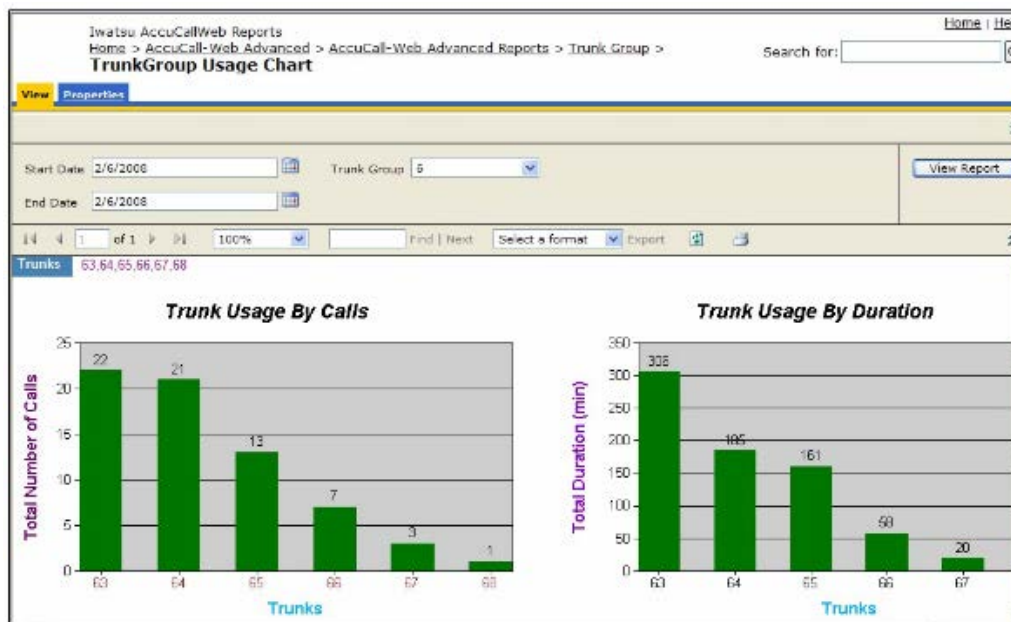 Iwatsu AccuCallWeb Reports
Home | He
Home > AccuCall-Web Advanced > AccuCall-Web Advanced Reports > Trunk Group >
Search for:
TrunkGroup Usage Chart
View Properties
Start Date 2/6/2008 Trunk Group 6 View Report
End Date 2/6/2008
1 of 1 100% Find | Next Select a format Export
Trunks 63,64,65,66,67,68
Trunk Usage By Calls
Total Number of Calls
25
20
15
10
5
0
22
21
13
7
3
1
63 64 65 66 67 68
Trunks
Trunk Usage By Duration
Total Duration (min)
350
300
250
200
150
100
50
0
185
161
58
20
63 64 65 66 67
Trunks